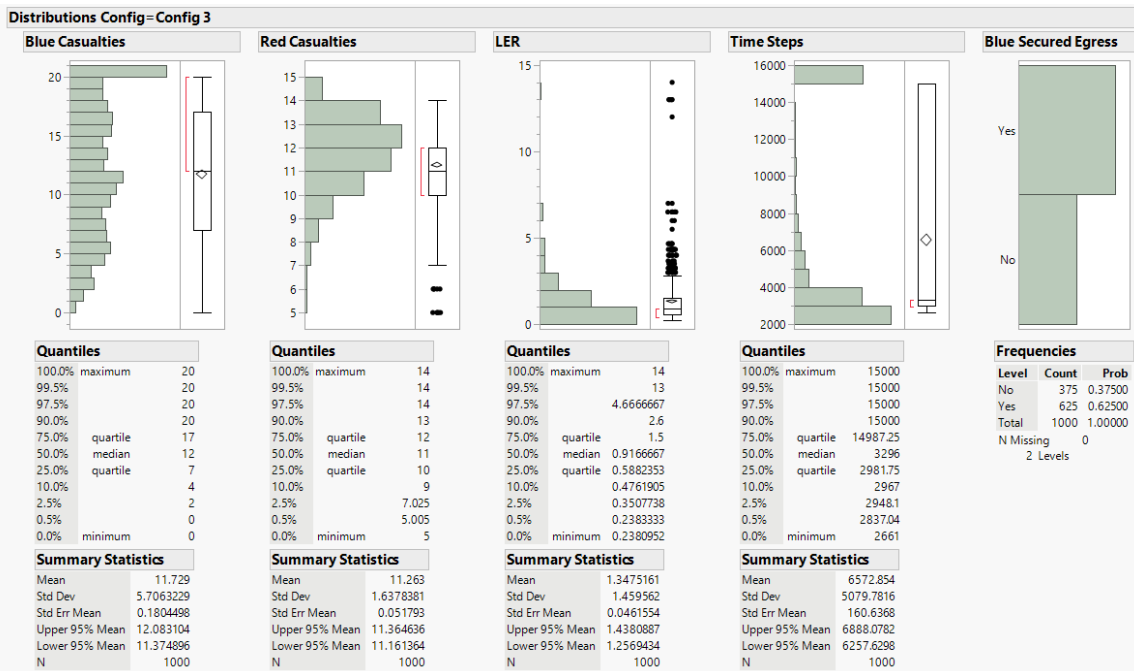 Distributions Config=Config 3
Blue Casualties
20
15
10
5
0
Quantiles
100.0% maximum 20
99.5% 20
97.5% 20
90.0% 20
75.0% quartile 17
50.0% median 12
25.0% quartile 7
10.0% 4
2.5% 2
0.5% 0
0.0% minimum 0
Summary Statistics
Mean 11.729
Std Dev 5.7063229
Std Err Mean 0.1804498
Upper 95% Mean 12.083104
Lower 95% Mean 11.374896
N 1000
Red Casualties
15
14
13
12
11
10
9
8
7
6
5
Quantiles
100.0% maximum 14
99.5% 14
97.5% 14
90.0% 13
75.0% quartile 12
50.0% median 11
25.0% quartile 10
10.0% 9
2.5% 7.025
0.5% 5.005
0.0% minimum 5
Summary Statistics
Mean 11.263
Std Dev 1.6378381
Std Err Mean 0.051793
Upper 95% Mean 11.364636
Lower 95% Mean 11.161364
N 1000
LER
15
10
5
0
Quantiles
100.0% maximum 14
99.5% 13
97.5% 4.6666667
90.0% 2.6
75.0% quartile 1.5
50.0% median 0.9166667
25.0% quartile 0.5882353
10.0% 0.4761905
2.5% 0.3507738
0.5% 0.2383333
0.0% minimum 0.2380952
Summary Statistics
Mean 1.3475161
Std Dev 1.459562
Std Err Mean 0.0461554
Upper 95% Mean 1.4380887
Lower 95% Mean 1.2569434
N 1000
Time Steps
16000
14000
12000
10000
8000
6000
4000
2000
Quantiles
100.0% maximum 15000
99.5% 15000
97.5% 15000
90.0% 15000
75.0% quartile 14987.25
50.0% median 3296
25.0% quartile 2981.75
10.0% 2967
2.5% 2948.1
0.5% 2837.04
0.0% minimum 2661
Summary Statistics
Mean 6572.854
Std Dev 5079.7816
Std Err Mean 160.6368
Upper 95% Mean 6888.0782
Lower 95% Mean 6257.6298
N 1000
Blue Secured Egress
Yes
No
Frequencies
Level Count Prob
No 375 0.37500
Yes 625 0.62500
Total 1000 1.00000
N Missing 0
2 Levels